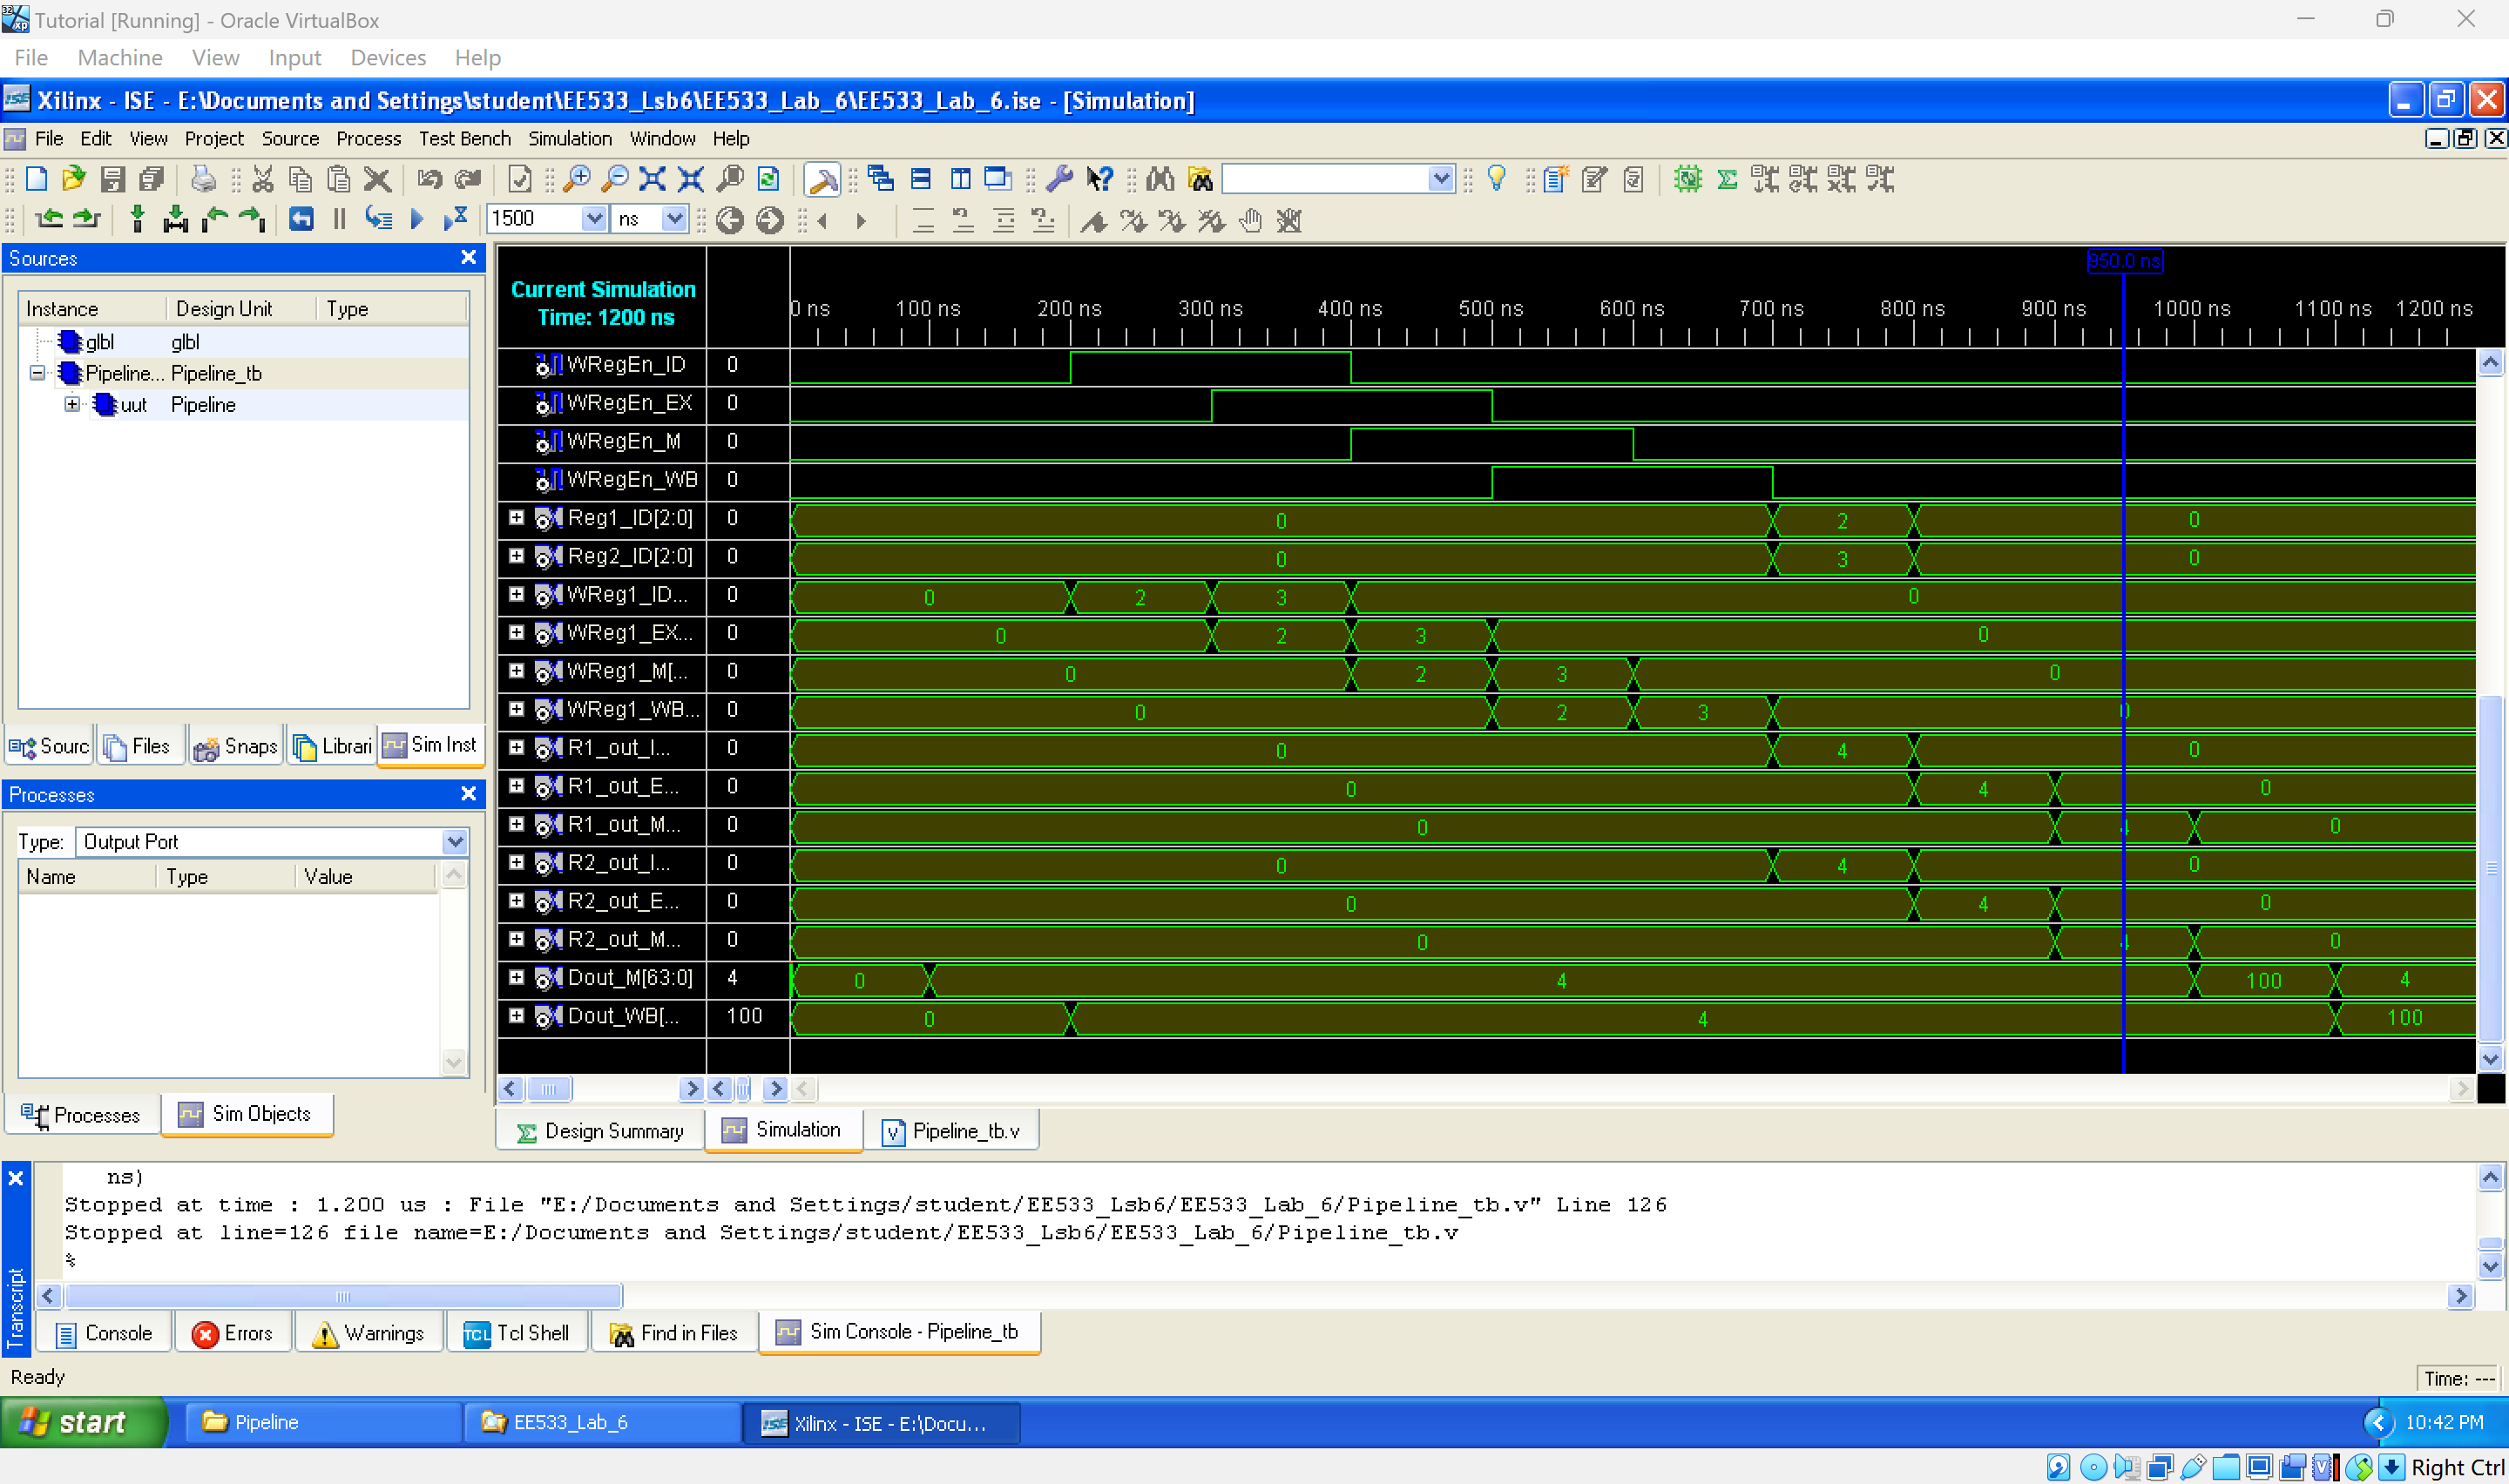 Tutorial [Running] - Oracle VirtualBox
File Machine View Input Devices Help
Xilinx - ISE - E:\Documents and Settings\student\EE533_Lsb6\EE533_Lab_6\EE533_Lab_6.ise - [Simulation]
File Edit View Project Source Process Test Bench Simulation Window Help
1500 ns
Sources
Instance Design Unit Type
glbl glbl
Pipeline... Pipeline_tb
uut Pipeline
Sourc Files Snaps Librari Sim Inst
Processes
Type: Output Port
Name Type Value
Processes Sim Objects
950.0 ns
Current Simulation
Time: 1200 ns
0 ns 100 ns 200 ns 300 ns 400 ns 500 ns 600 ns 700 ns 800 ns 900 ns 1000 ns 1100 ns 1200 ns
WRegEn_ID 0
WRegEn_EX 0
WRegEn_M 0
WRegEn_WB 0
Reg1_ID[2:0] 0 0 2 0
Reg2_ID[2:0] 0 0 3 0
WReg1_ID... 0 0 2 3 0
WReg1_EX... 0 0 2 3 0
WReg1_M[... 0 0 2 3 0
WReg1_WB... 0 0 2 3 0
R1_out_I... 0 0 4 0
R1_out_E... 0 0 4 0
R1_out_M... 0 0 4 0
R2_out_I... 0 0 4 0
R2_out_E... 0 0 4 0
R2_out_M... 0 0 4 0
Dout_M[63:0] 4 0 4 100 4
Dout_WB[... 100 0 4 100
Design Summary Simulation Pipeline_tb.v
ns)
Stopped at time : 1.200 us : File "E:/Documents and Settings/student/EE533_Lsb6/EE533_Lab_6/Pipeline_tb.v" Line 126
Stopped at line=126 file name=E:/Documents and Settings/student/EE533_Lsb6/EE533_Lab_6/Pipeline_tb.v
%
Transcript
Console Errors Warnings Tcl Shell Find in Files Sim Console - Pipeline_tb
Ready Time: ---
start Pipeline EE533_Lab_6 Xilinx - ISE - E:\Docu... 10:42 PM
Right Ctrl